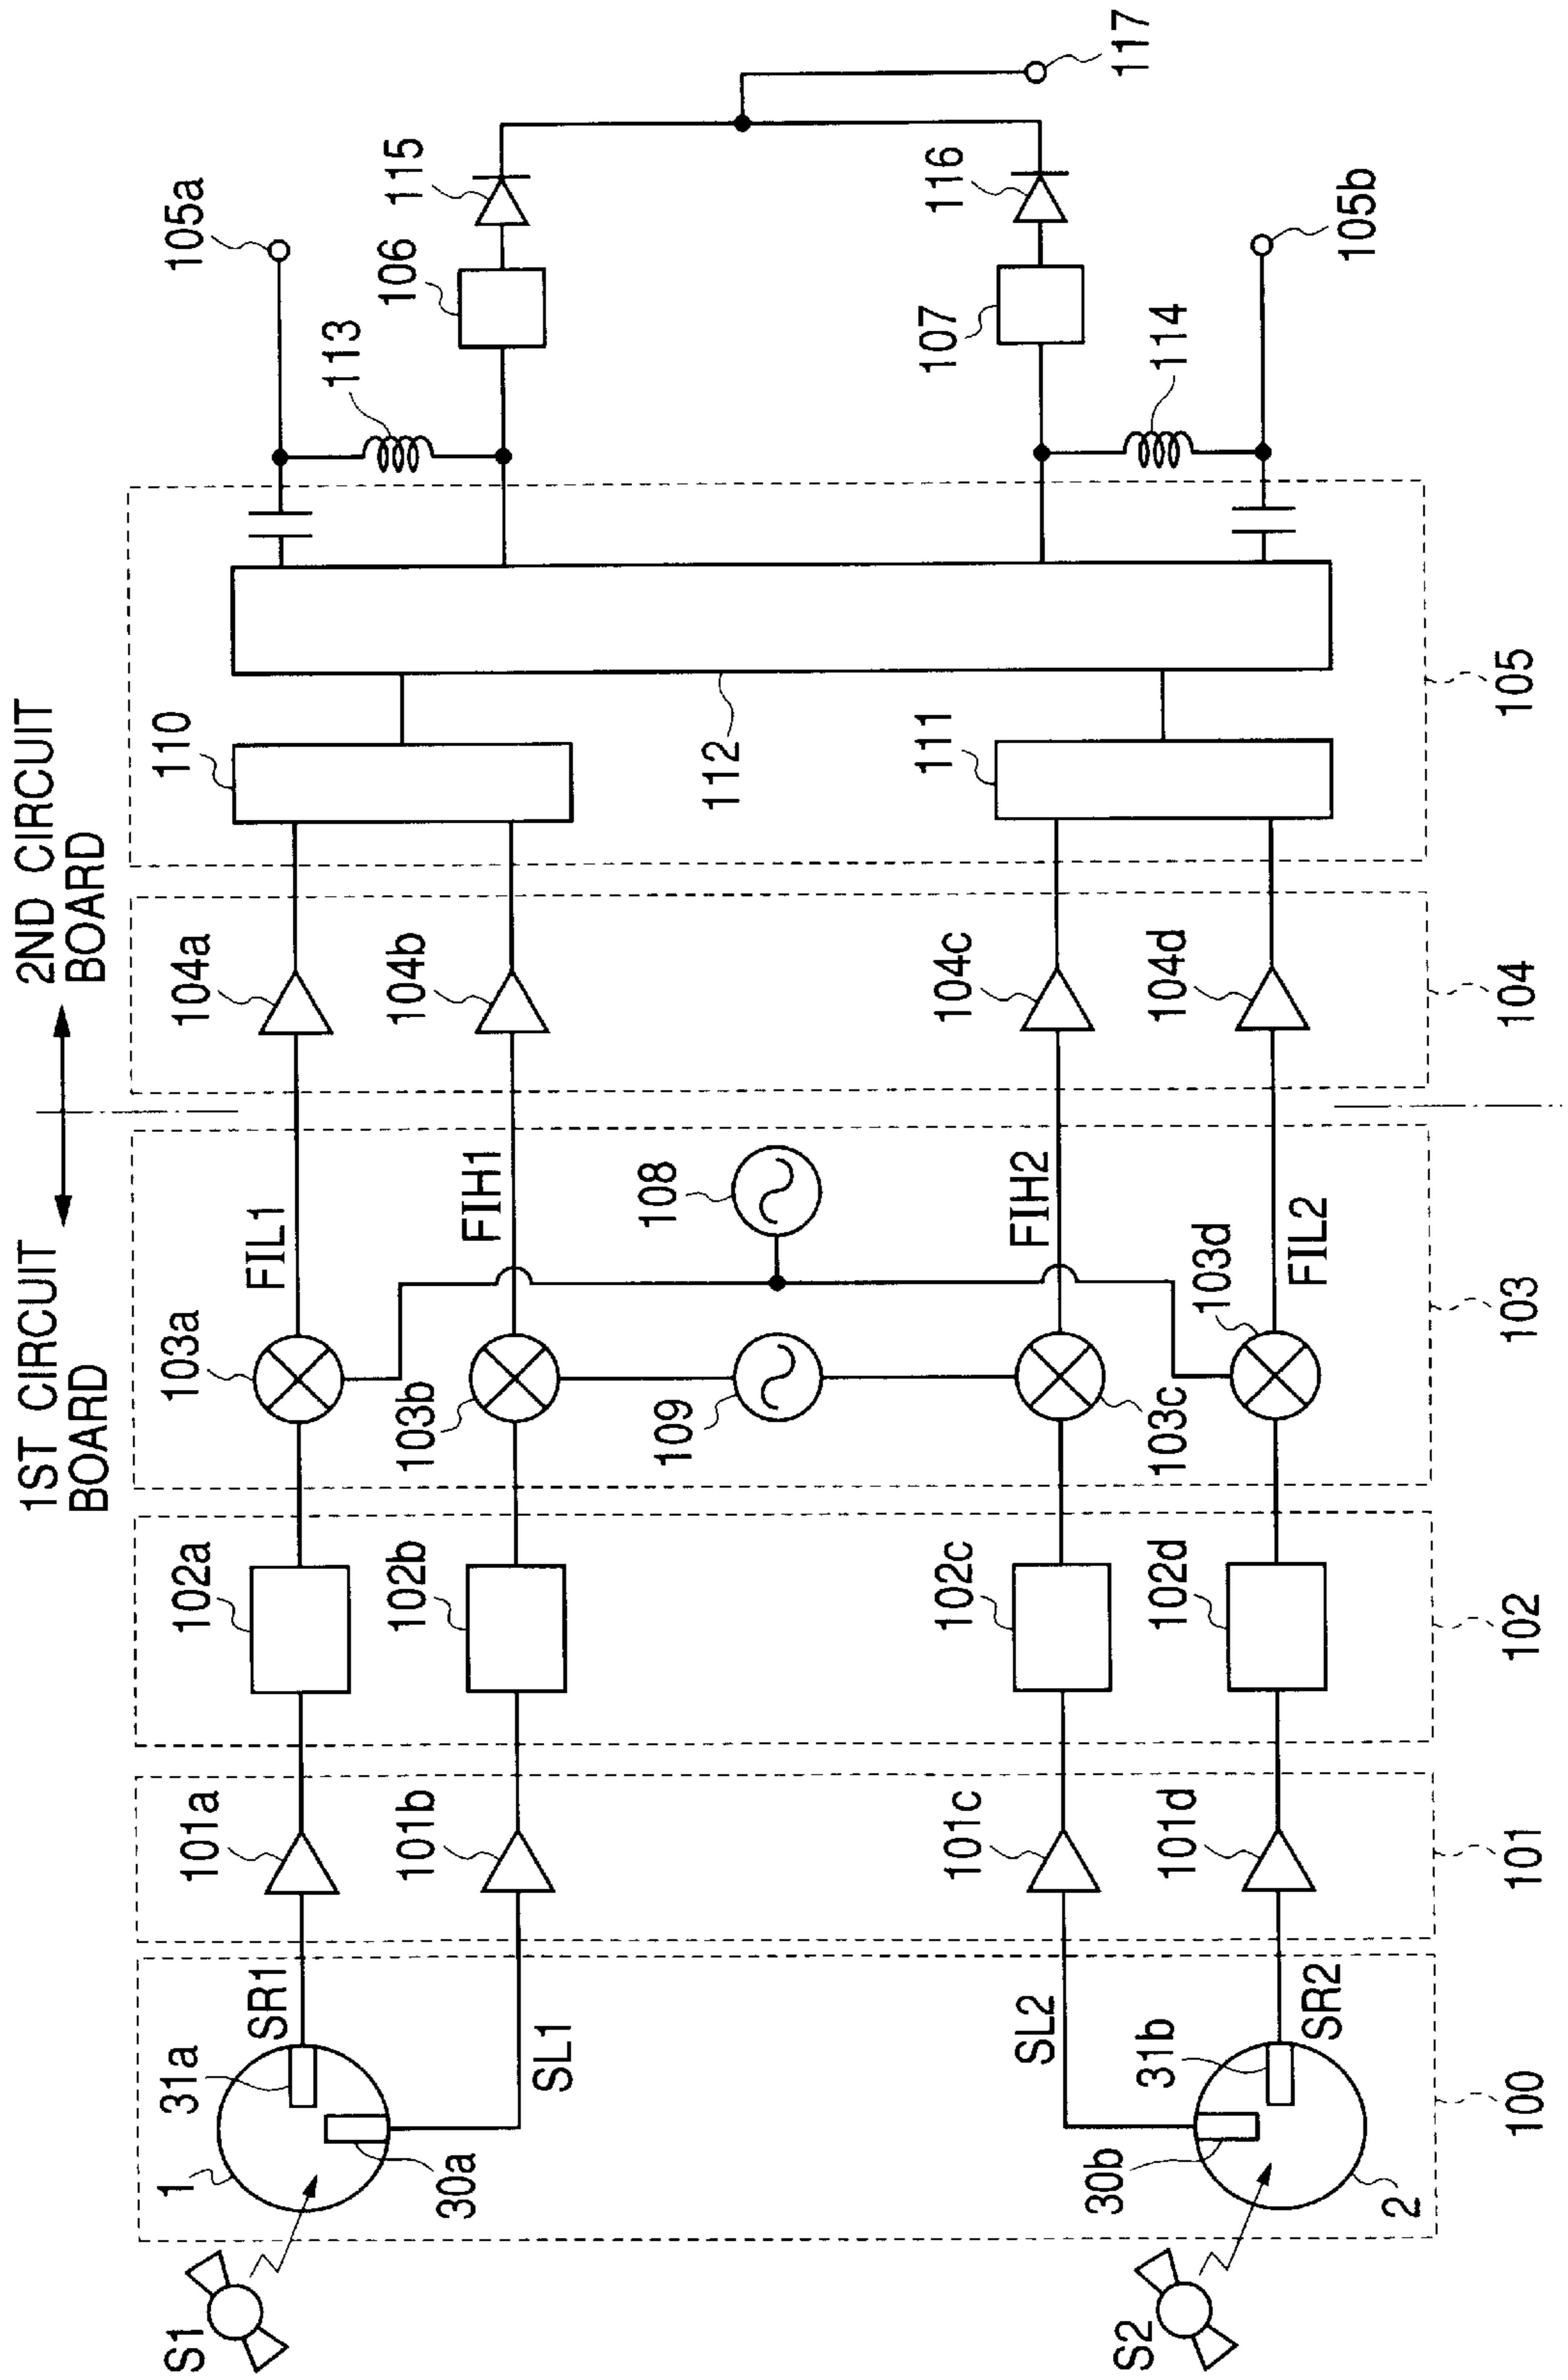 1ST CIRCUIT
BOARD
2ND CIRCUIT
BOARD
S1
1
31a
30a
SR1
SL1
101a
101b
102a
102b
103a
103b
FIL1
FIH1
104a
104b
110
105a
113
106
115
117
109
108
112
S2
2
30b
31b
SL2
SR2
101c
101d
102c
102d
103c
103d
FIH2
FIL2
104c
104d
111
107
114
116
105b
100
101
102
103
104
105